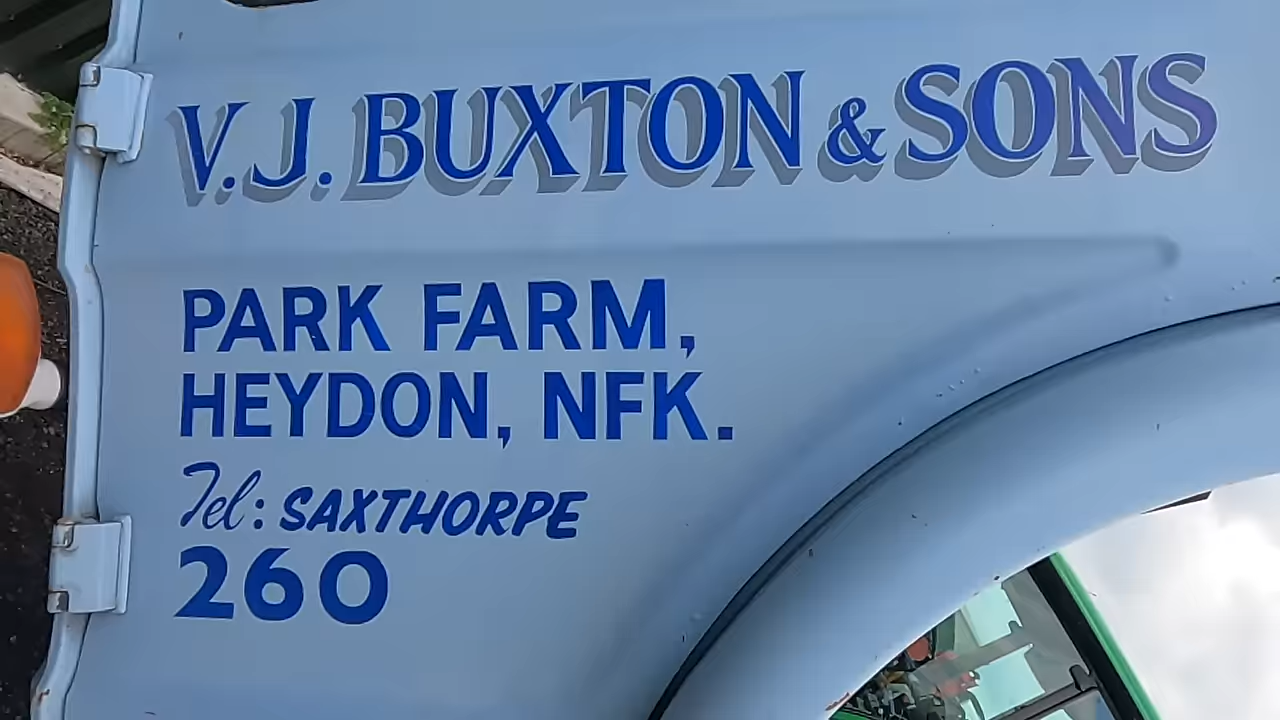 V.J. BUXTON & SONS
PARK FARM,
HEYDON, NFK.
Tel: SAXTHORPE
260